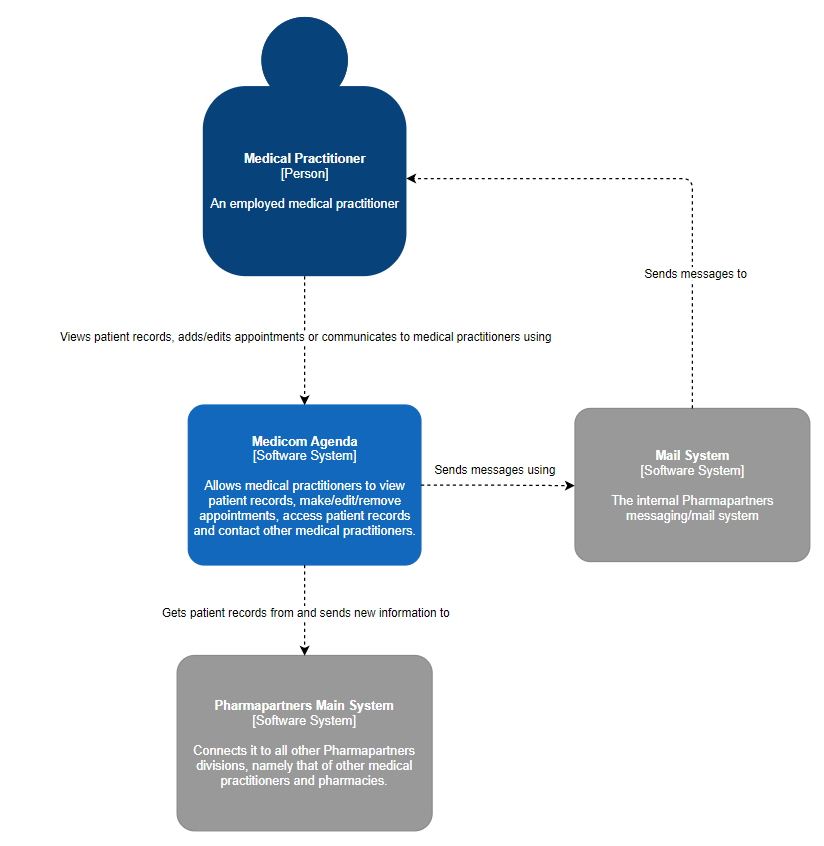 Medical Practitioner
[Person]
An employed medical practitioner
Sends messages to
Views patient records, adds/edits appointments or communicates to medical practitioners using
Medicom Agenda
[Software System]
Allows medical practitioners to view
patient records, make/edit/remove
appointments, access patient records
and contact other medical practitioners.
Sends messages using
Mail System
[Software System]
The internal Pharmapartners
messaging/mail system
Gets patient records from and sends new information to
Pharmapartners Main System
[Software System]
Connects it to all other Pharmapartners
divisions, namely that of other medical
practitioners and pharmacies.